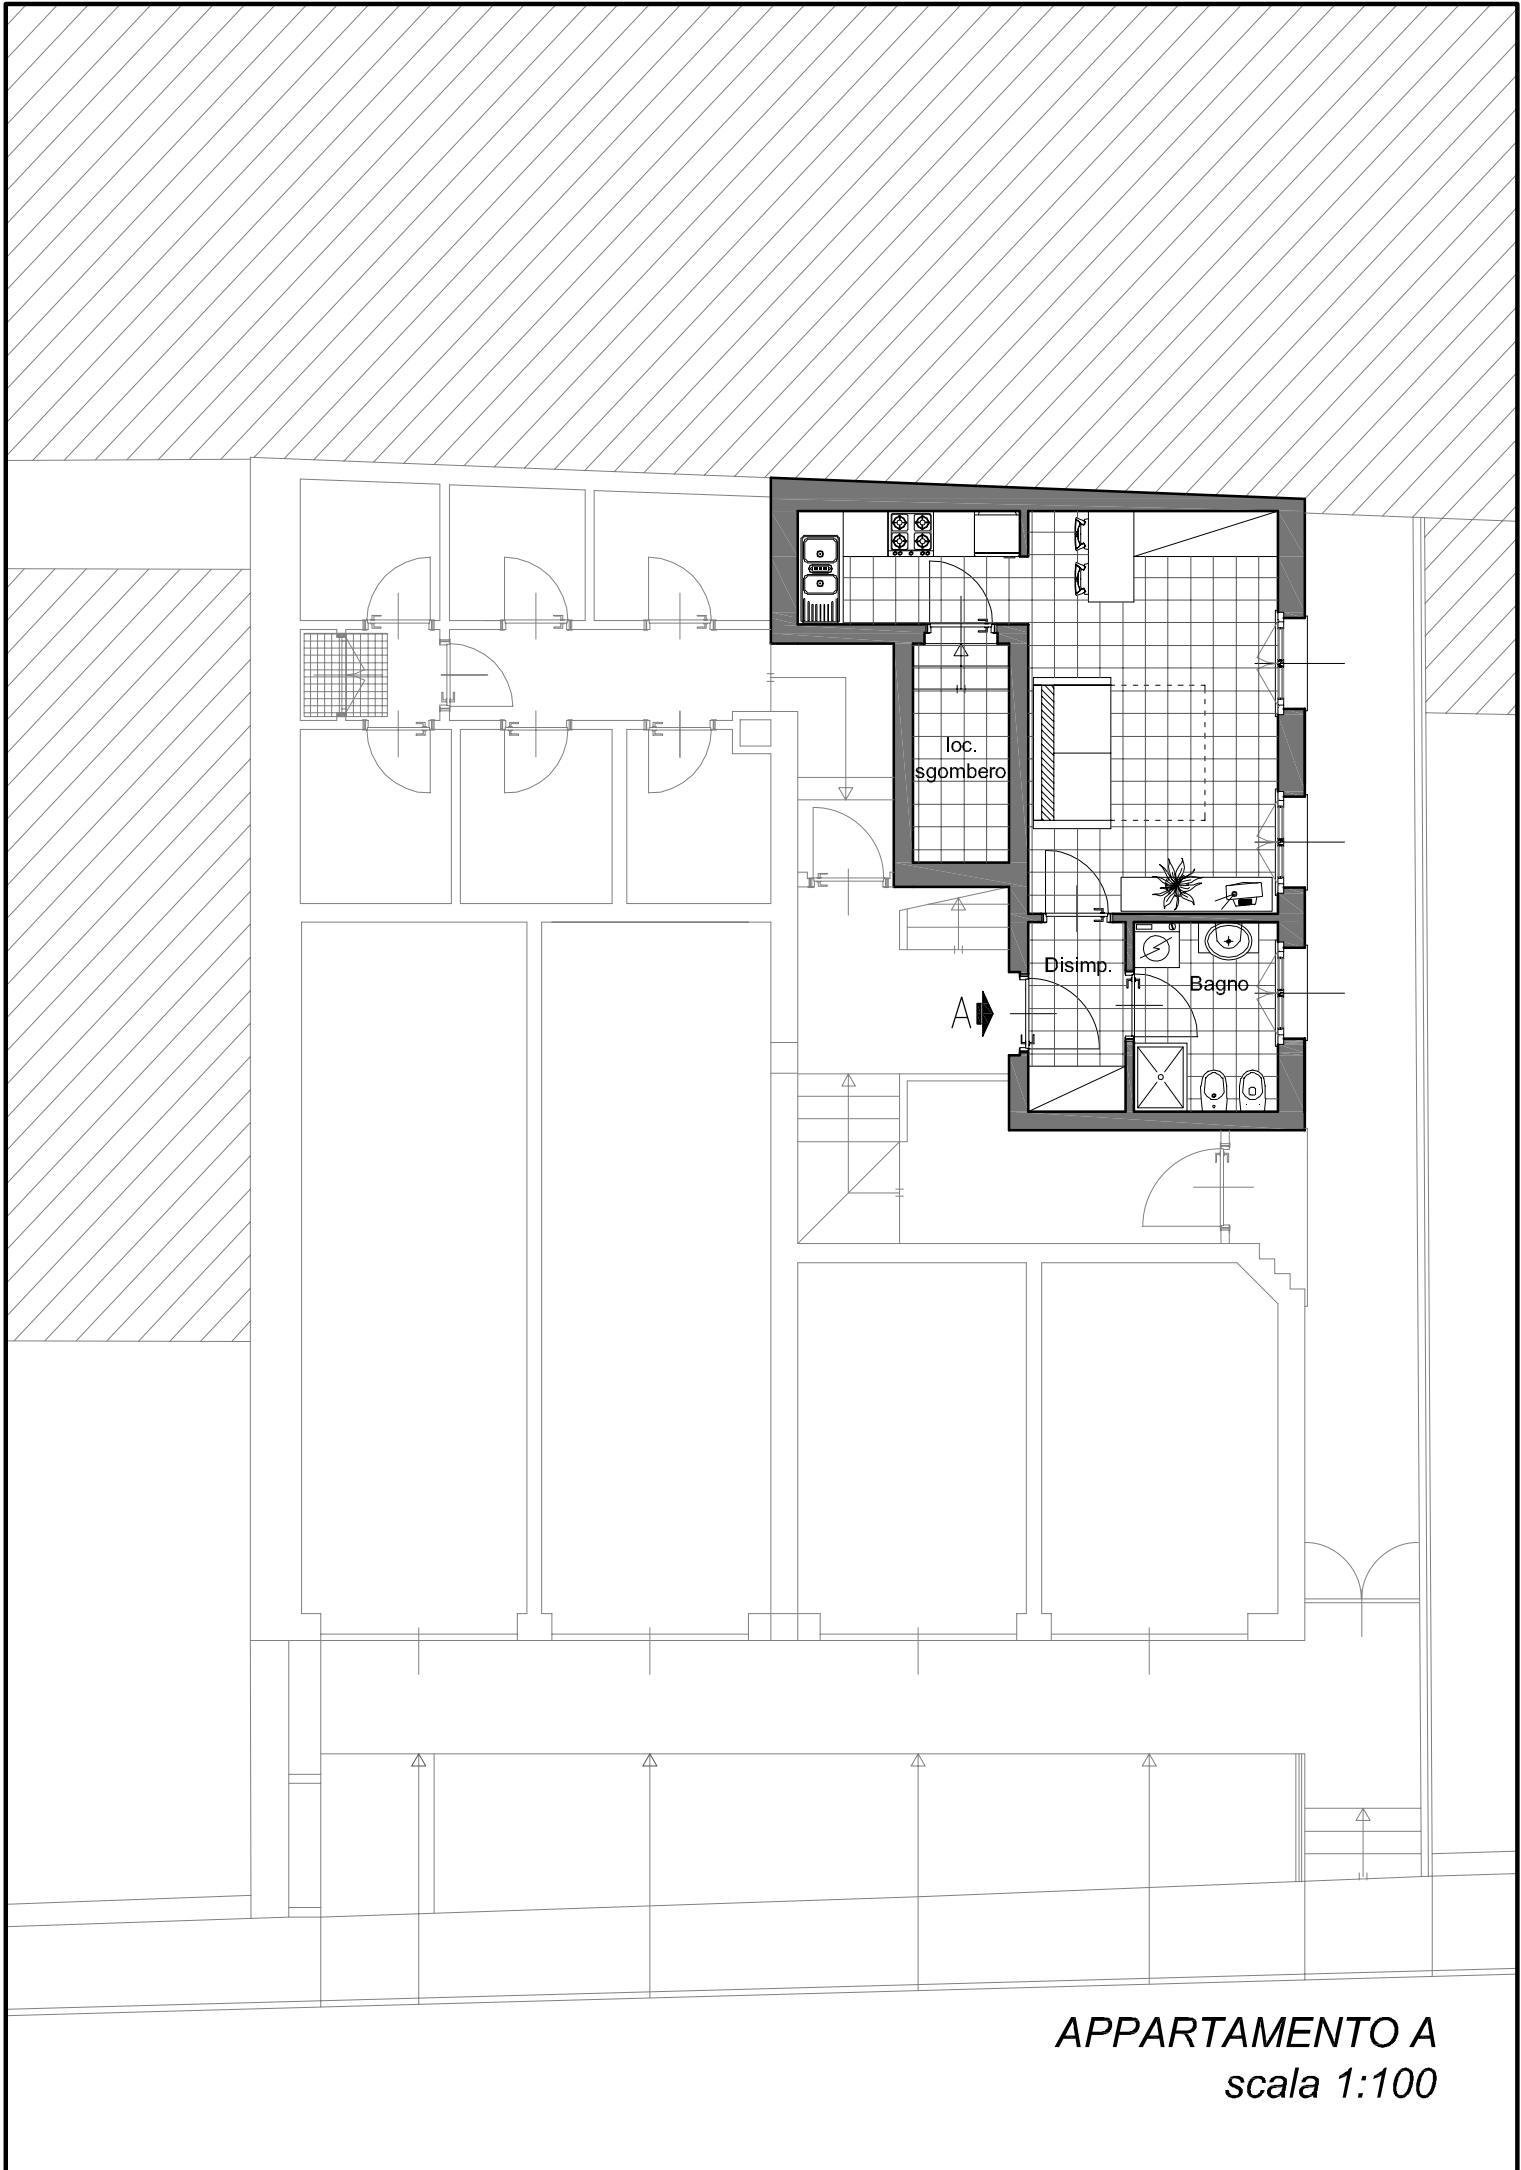 loc.
sgombero
Disimp.
Bagno
A
APPARTAMENTO A
scala 1:100